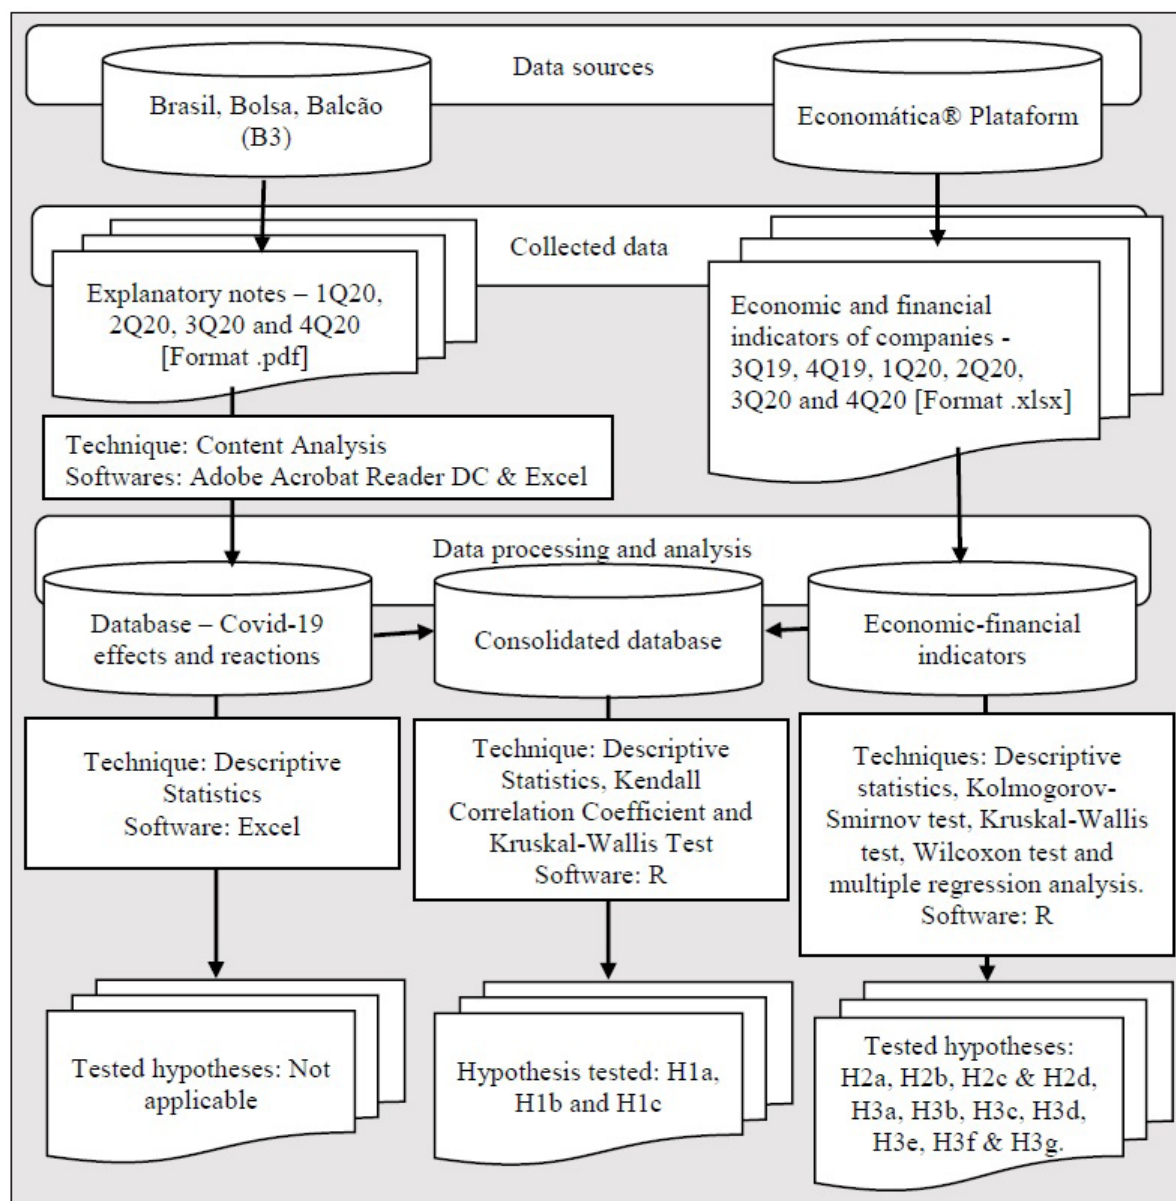 Data sources
Brasil, Bolsa, Balcão
(B3)
Economática® Plataform
Collected data
Explanatory notes – 1Q20,
2Q20, 3Q20 and 4Q20
[Format .pdf]
Economic and financial
indicators of companies -
3Q19, 4Q19, 1Q20, 2Q20,
3Q20 and 4Q20 [Format .xlsx]
Technique: Content Analysis
Softwares: Adobe Acrobat Reader DC & Excel
Data processing and analysis
Database – Covid-19
effects and reactions
Consolidated database
Economic-financial
indicators
Technique: Descriptive
Statistics
Software: Excel
Technique: Descriptive
Statistics, Kendall
Correlation Coefficient and
Kruskal-Wallis Test
Software: R
Techniques: Descriptive
statistics, Kolmogorov-
Smirnov test, Kruskal-Wallis
test, Wilcoxon test and
multiple regression analysis.
Software: R
Tested hypotheses: Not
applicable
Hypothesis tested: H1a,
H1b and H1c
Tested hypotheses:
H2a, H2b, H2c & H2d,
H3a, H3b, H3c, H3d,
H3e, H3f & H3g.